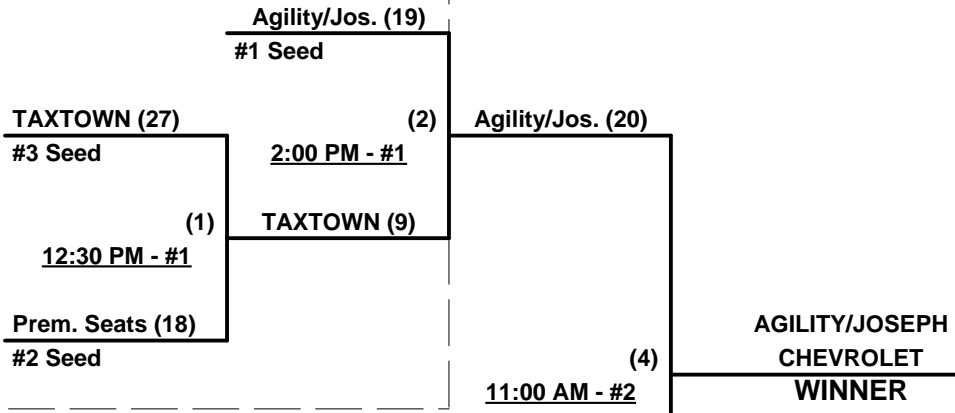 Agility/Jos. (19)
#1 Seed
TAXTOWN (27)
(2)
Agility/Jos. (20)
#3 Seed
2:00 PM - #1
(1)
TAXTOWN (9)
12:30 PM - #1
Prem. Seats (18)
#2 Seed
AGILITY/JOSEPH
(4)
CHEVROLET
11:00 AM - #2
WINNER